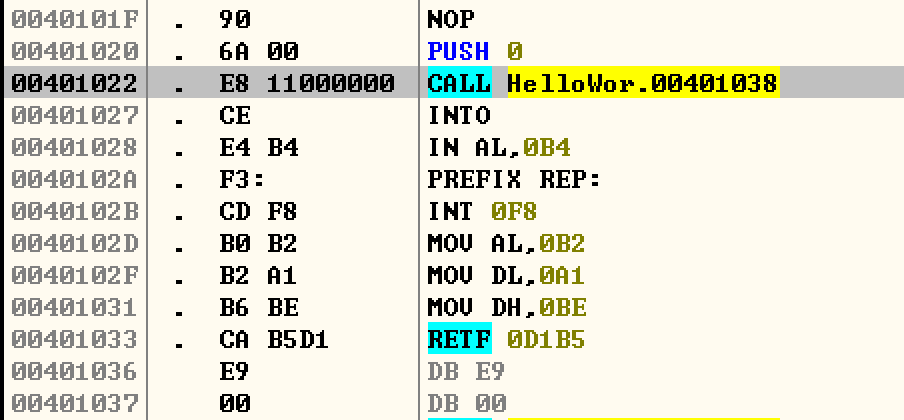 0040101F . 90 NOP
00401020 . 6A 00 PUSH 0
00401022 . E8 11000000 CALL HelloWor.00401038
00401027 . CE INTO
00401028 . E4 B4 IN AL,0B4
0040102A . F3: PREFIX REP:
0040102B . CD F8 INT 0F8
0040102D . B0 B2 MOV AL,0B2
0040102F . B2 A1 MOV DL,0A1
00401031 . B6 BE MOV DH,0BE
00401033 . CA B5D1 RETF 0D1B5
00401036 E9 DB E9
00401037 00 DB 00